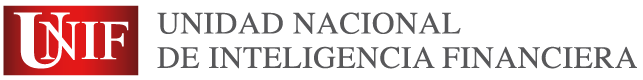 UNIF
UNIDAD NACIONAL
DE INTELIGENCIA FINANCIERA